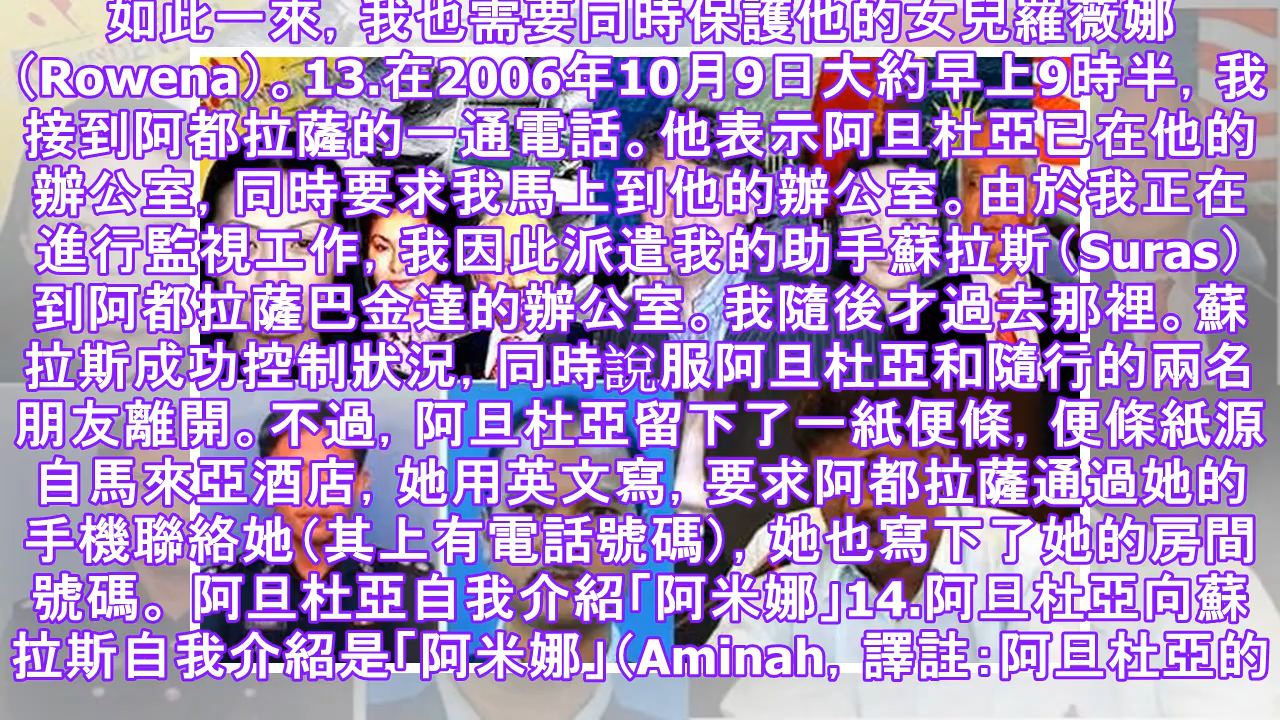 如此一來, 我也需要同時保護他的女兒羅薇娜
(Rowena)。13.在2006年10月9日大約早上9時半, 我
接到阿都拉薩的一通電話。他表示阿旦杜亞已在他的
辦公室, 同時要求我馬上到他的辦公室。由於我正在
進行監視工作, 我因此派遣我的助手蘇拉斯(Suras)
到阿都拉薩巴金達的辦公室。我隨後才過去那裡。蘇
拉斯成功控制狀況, 同時說服阿旦杜亞和隨行的兩名
朋友離開。不過, 阿旦杜亞留下了一紙便條, 便條紙源
自馬來亞酒店, 她用英文寫, 要求阿都拉薩通過她的
手機聯絡她(其上有電話號碼), 她也寫下了她的房間
號碼。阿旦杜亞自我介紹「阿米娜」14.阿旦杜亞向蘇
拉斯自我介紹是「阿米娜」(Aminah, 譯註:阿旦杜亞的